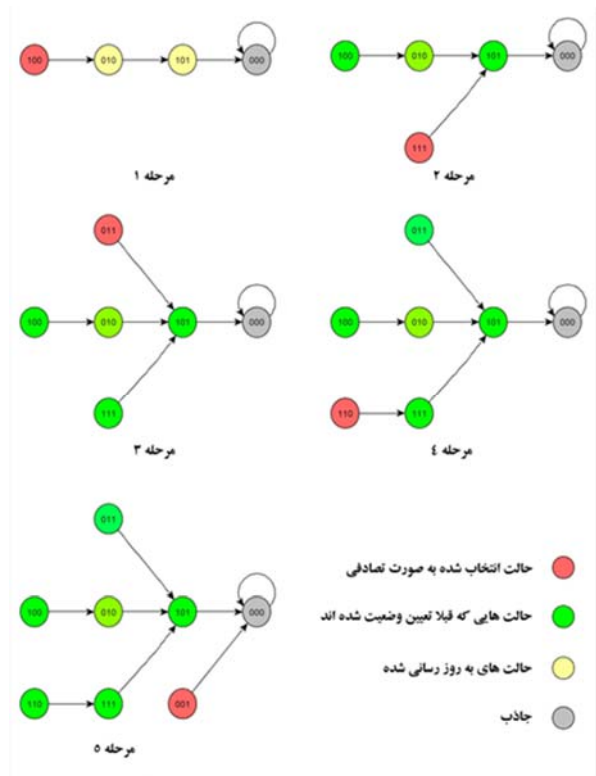 100 010 101 000
مرحله ۱
100 010 101 000
111
مرحله ۲
011
100 010 101 000
111
مرحله ۳
011
100 010 101 000
110 111
مرحله ٤
011
100 010 101 000
110 111 001
مرحله ٥
حالت انتخاب شده به صورت تصادفی
حالت هایی که قبلا تعیین وضعیت شده اند
حالت های به روز رسانی شده
جاذب